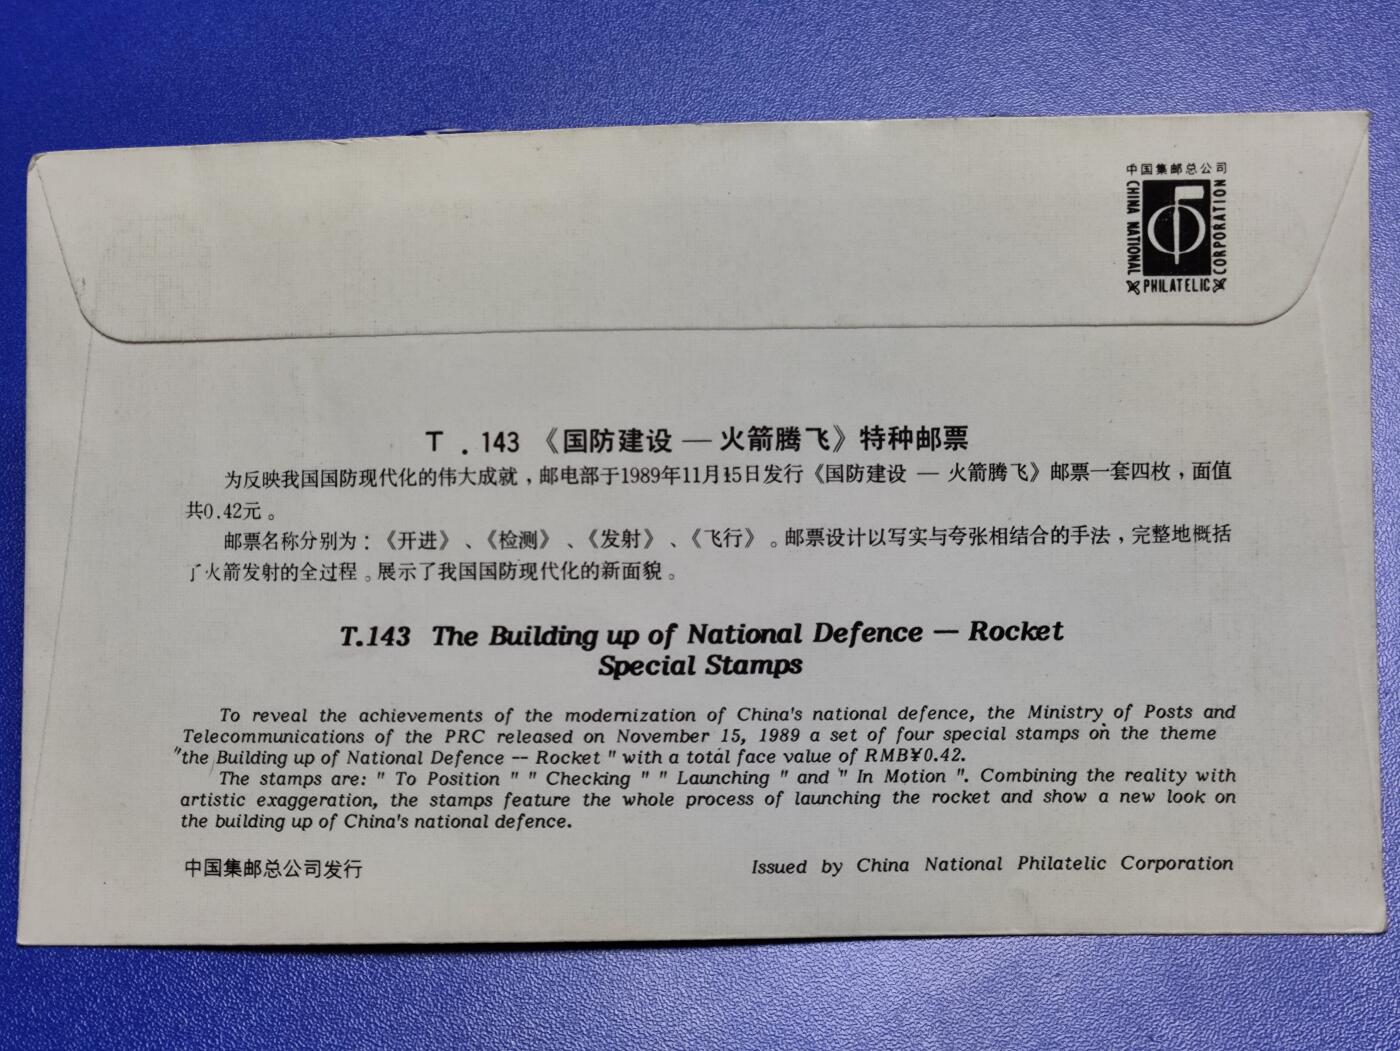 中国集邮总公司
CHINA NATIONAL
PHILATELIC
CORPORATION
T.143 《国防建设 — 火箭腾飞》特种邮票
为反映我国国防现代化的伟大成就，邮电部于1989年11月15日发行《国防建设 — 火箭腾飞》邮票一套四枚，面值
共0.42元。
邮票名称分别为：《开进》、《检测》、《发射》、《飞行》。邮票设计以写实与夸张相结合的手法，完整地概括
了火箭发射的全过程。展示了我国国防现代化的新面貌。
T.143 The Building up of National Defence — Rocket
Special Stamps
To reveal the achievements of the modernization of China's national defence, the Ministry of Posts and
Telecommunications of the PRC released on November 15, 1989 a set of four special stamps on the theme
"the Building up of National Defence -- Rocket " with a total face value of RMB¥0.42.
The stamps are: " To Position " " Checking " " Launching " and " In Motion ". Combining the reality with
artistic exaggeration, the stamps feature the whole process of launching the rocket and show a new look on
the building up of China's national defence.
中国集邮总公司发行
Issued by China National Philatelic Corporation